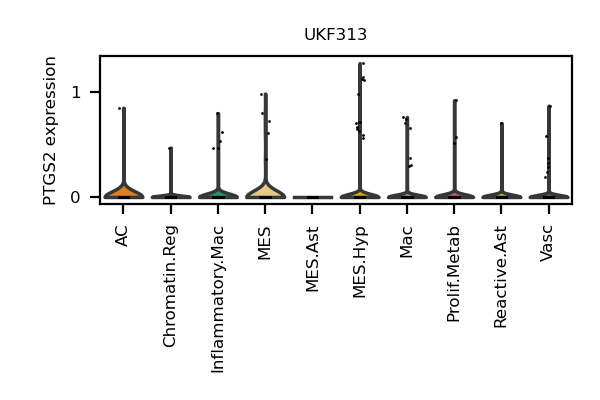 UKF313
PTGS2 expression
1
0
AC
Chromatin.Reg
Inflammatory.Mac
MES
MES.Ast
MES.Hyp
Mac
Prolif.Metab
Reactive.Ast
Vasc